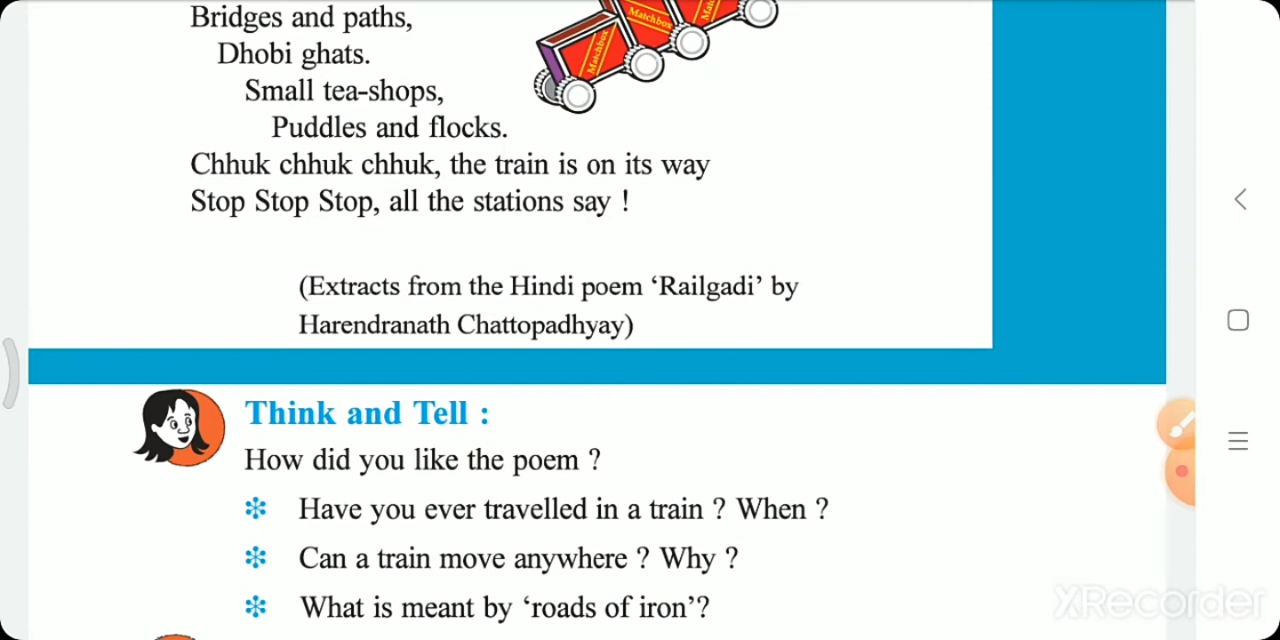 Bridges and paths,
Dhobi ghats.
Small tea-shops,
Puddles and flocks.
Chhuk chhuk chhuk, the train is on its way
Stop Stop Stop, all the stations say !
Matchbox
Matchbox
(Extracts from the Hindi poem ‘Railgadi’ by
Harendranath Chattopadhyay)
Think and Tell :
How did you like the poem ?
Have you ever travelled in a train ? When ?
Can a train move anywhere ? Why ?
What is meant by ‘roads of iron’?
XRecorder